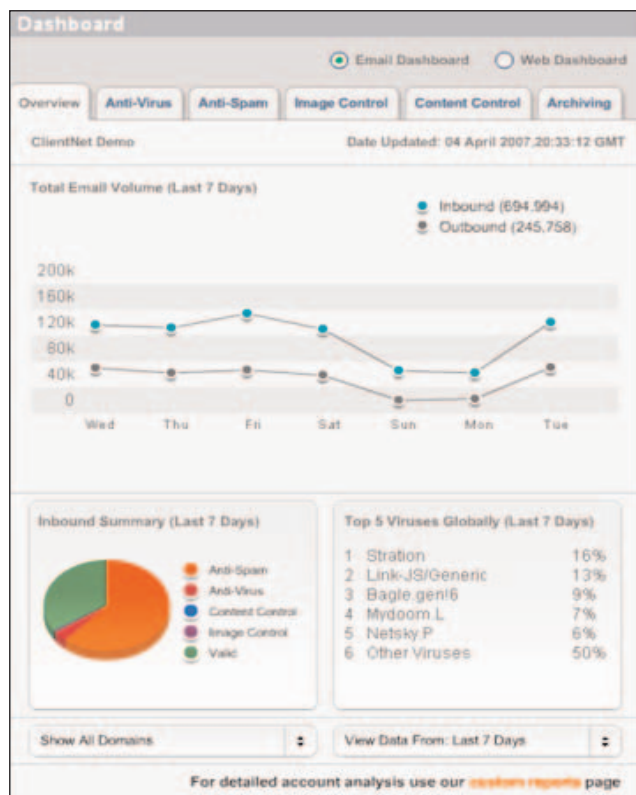 Dashboard
Email Dashboard Web Dashboard
Overview Anti-Virus Anti-Spam Image Control Content Control Archiving
ClientNet Demo Date Updated: 04 April 2007,20:33:12 GMT
Total Email Volume (Last 7 Days)
Inbound (694.994)
Outbound (245.758)
200k
160k
120k
80k
40k
0
Wed Thu Fri Sat Sun Mon Tue
Inbound Summary (Last 7 Days)
Anti-Spam
Anti-Virus
Content Control
Image Control
Valid
Top 5 Viruses Globally (Last 7 Days)
1 Stration 16%
2 Link-JS/Generic 13%
3 Bagle.gen!6 9%
4 Mydoom.L 7%
5 Netsky.P 6%
6 Other Viruses 50%
Show All Domains
View Data From: Last 7 Days
For detailed account analysis use our custom reports page